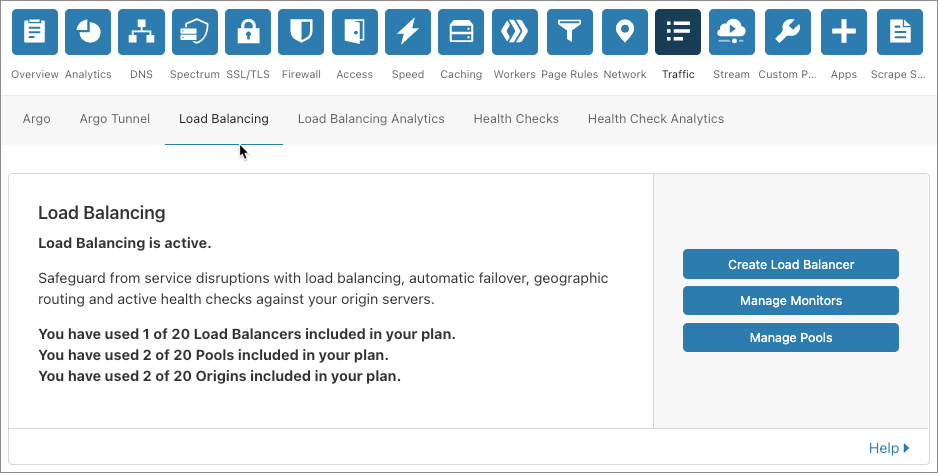 Overview Analytics DNS Spectrum SSL/TLS Firewall Access Speed Caching Workers Page Rules Network Traffic Stream Custom P... Apps Scrape S...
Argo Argo Tunnel Load Balancing Load Balancing Analytics Health Checks Health Check Analytics
Load Balancing
Load Balancing is active.
Safeguard from service disruptions with load balancing, automatic failover, geographic
routing and active health checks against your origin servers.
You have used 1 of 20 Load Balancers included in your plan.
You have used 2 of 20 Pools included in your plan.
You have used 2 of 20 Origins included in your plan.
Create Load Balancer
Manage Monitors
Manage Pools
Help